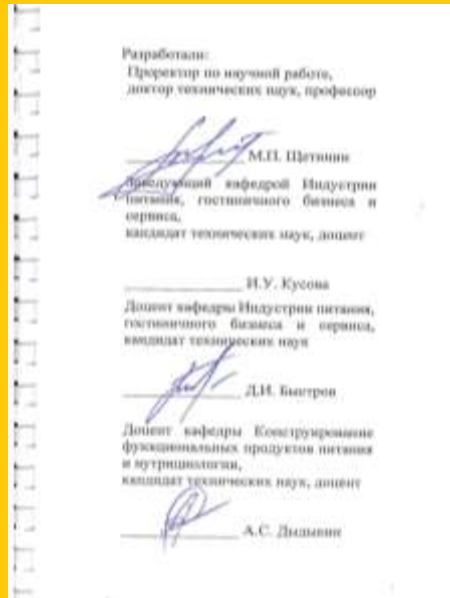 Разработали:
Проректор по научной работе,
доктор технических наук, профессор
М.П. Щетинин
Заведующий кафедрой Индустрии
питания, гостиничного бизнеса и
сервиса,
кандидат технических наук, доцент
И.У. Кусова
Доцент кафедры Индустрии питания,
гостиничного бизнеса и сервиса,
кандидат технических наук
Д.И. Быстров
Доцент кафедры Конструирование
функциональных продуктов питания
и нутрициологии,
кандидат технических наук, доцент
А.С. Дыдыкин